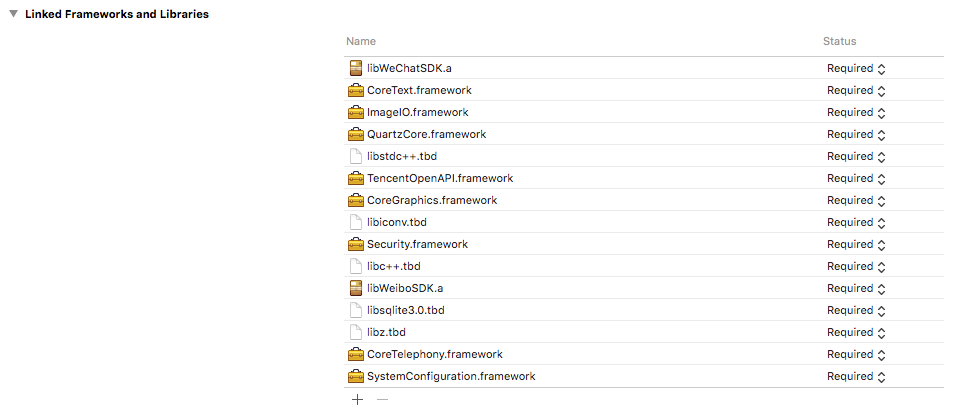 Linked Frameworks and Libraries
Name Status
libWeChatSDK.a Required
CoreText.framework Required
ImageIO.framework Required
QuartzCore.framework Required
libstdc++.tbd Required
TencentOpenAPI.framework Required
CoreGraphics.framework Required
libiconv.tbd Required
Security.framework Required
libc++.tbd Required
libWeiboSDK.a Required
libsqlite3.0.tbd Required
libz.tbd Required
CoreTelephony.framework Required
SystemConfiguration.framework Required